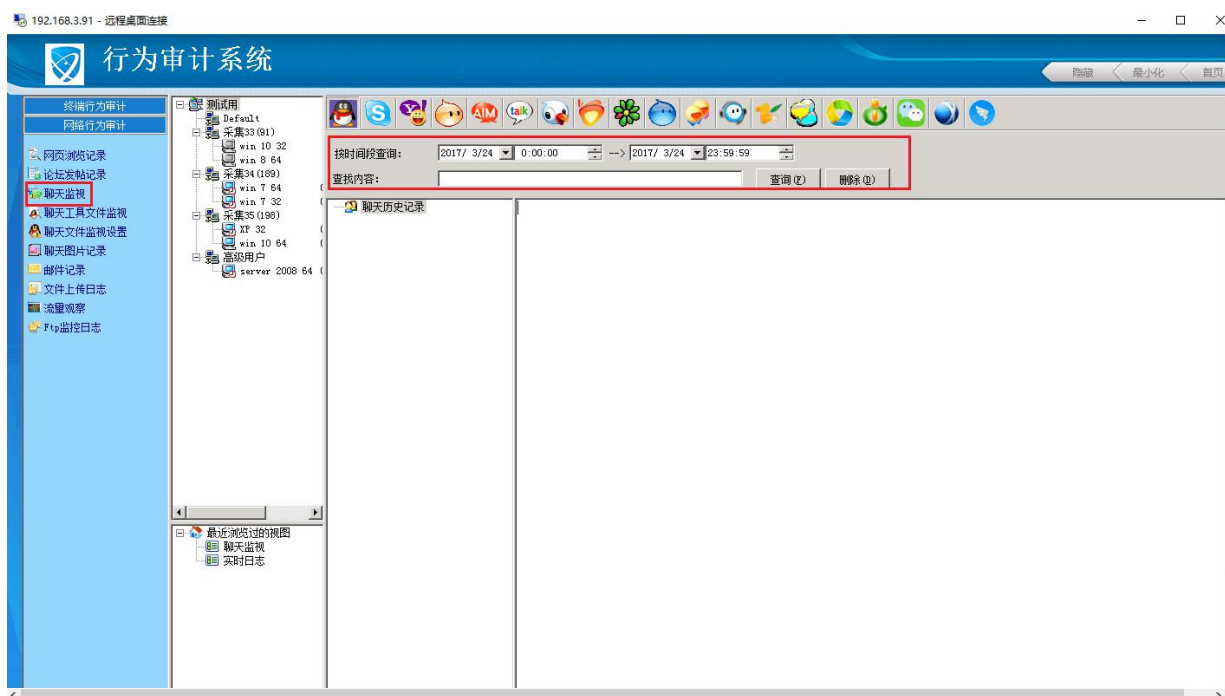 192.168.3.91 - 远程桌面连接
行为审计系统
隐藏
最小化
首页
终端行为审计
网络行为审计
网页浏览记录
论坛发帖记录
聊天监视
聊天工具文件监视
聊天文件监视设置
聊天图片记录
邮件记录
文件上传日志
流量观察
Ftp监控日志
测试用
Default
采集33(91)
win 10 32
win 8 64
采集34(189)
win 7 64 (
win 7 32 (
采集35(198)
XP 32 (
win 10 64 (
高级用户
server 2008 64 (
最近浏览过的视图
聊天监视
实时日志
AIM
talk
按时间段查询: 2017/ 3/24 0:00:00 --> 2017/ 3/24 23:59:59
查找内容: 查询(F) 删除(D)
聊天历史记录